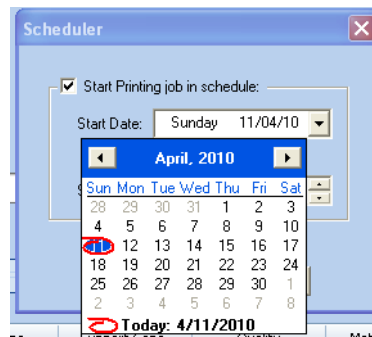 Scheduler
Start Printing job in schedule:
Start Date: Sunday 11/04/10
April, 2010
Sun Mon Tue Wed Thu Fri Sat
28 29 30 31 1 2 3
4 5 6 7 8 9 10
11 12 13 14 15 16 17
18 19 20 21 22 23 24
25 26 27 28 29 30 1
2 3 4 5 6 7 8
Today: 4/11/2010